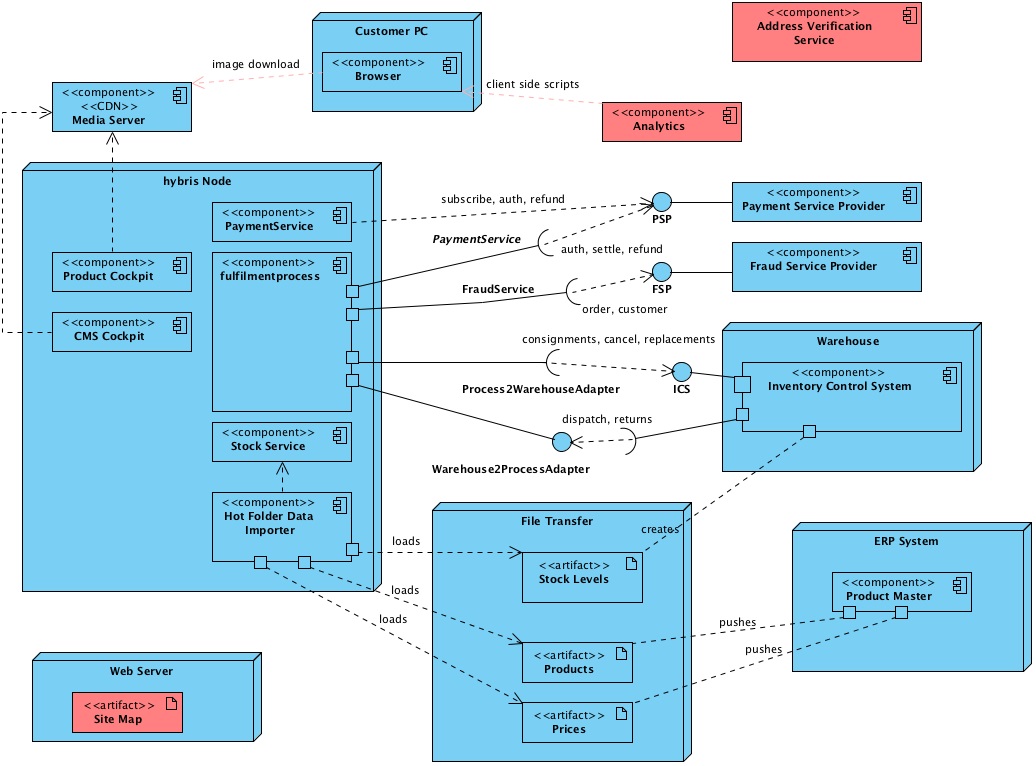 <<component>>
Address Verification
Service
Customer PC
<<component>>
Browser
image download
client side scripts
<<component>>
<<CDN>>
Media Server
<<component>>
Analytics
hybris Node
<<component>>
PaymentService
subscribe, auth, refund
PSP
<<component>>
Payment Service Provider
PaymentService
auth, settle, refund
<<component>>
Product Cockpit
<<component>>
fulfilmentprocess
<<component>>
Fraud Service Provider
FraudService
FSP
order, customer
<<component>>
CMS Cockpit
consignments, cancel, replacements
Process2WarehouseAdapter
ICS
Warehouse
<<component>>
Inventory Control System
dispatch, returns
Warehouse2ProcessAdapter
<<component>>
Stock Service
<<component>>
Hot Folder Data
Importer
File Transfer
creates
loads
<<artifact>>
Stock Levels
loads
loads
ERP System
<<component>>
Product Master
pushes
pushes
<<artifact>>
Products
<<artifact>>
Prices
Web Server
<<artifact>>
Site Map